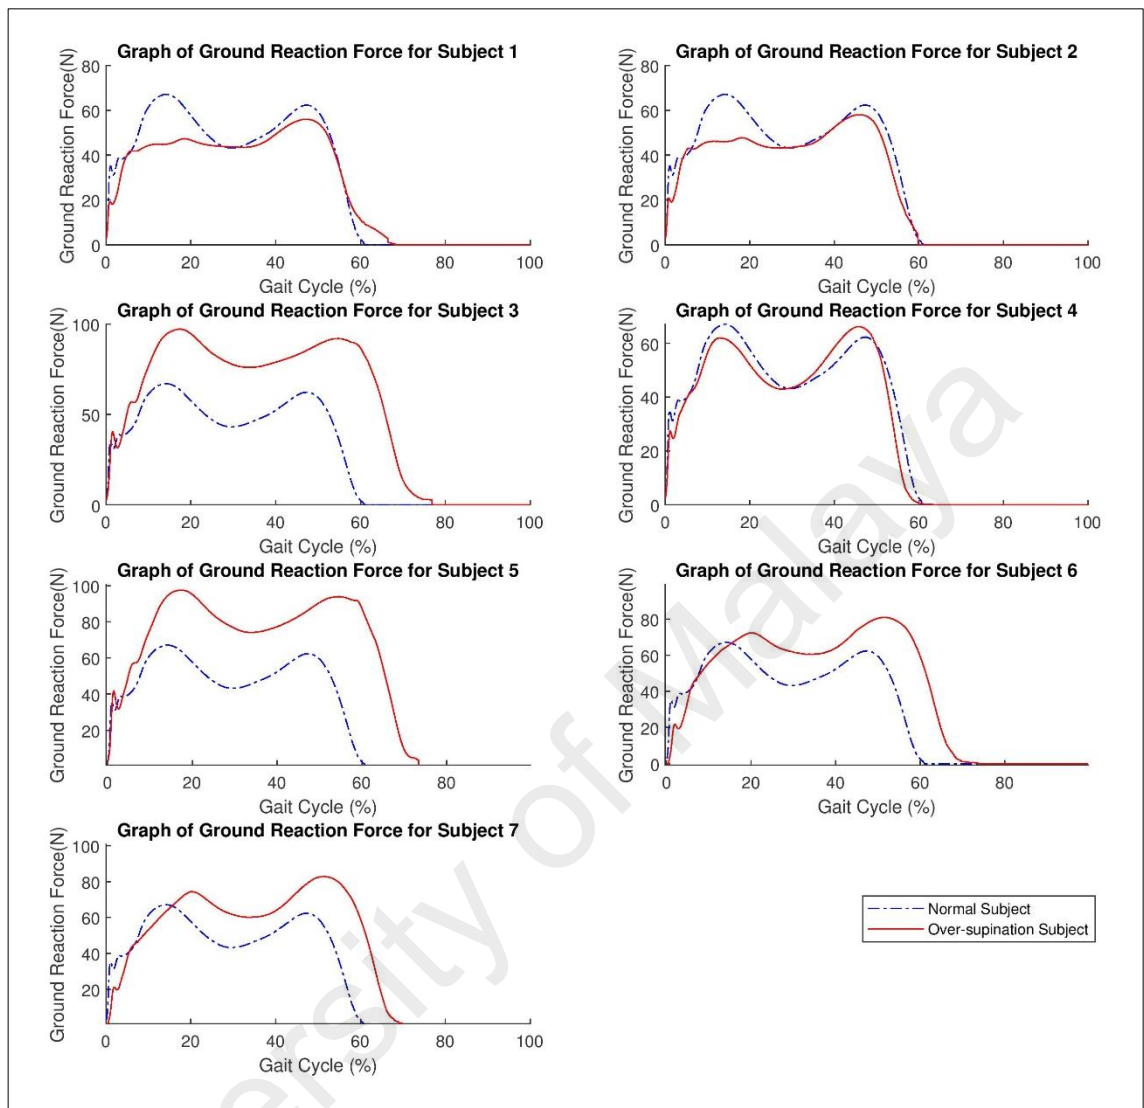 Graph of Ground Reaction Force for Subject 1
Ground Reaction Force(N)
80
60
40
20
0
0 20 40 60 80 100
Gait Cycle (%)
Graph of Ground Reaction Force for Subject 2
Ground Reaction Force(N)
80
60
40
20
0
0 20 40 60 80 100
Gait Cycle (%)
Graph of Ground Reaction Force for Subject 3
Ground Reaction Force(N)
100
50
0
0 20 40 60 80 100
Gait Cycle (%)
Graph of Ground Reaction Force for Subject 4
Ground Reaction Force(N)
60
40
20
0
0 20 40 60 80 100
Gait Cycle (%)
Graph of Ground Reaction Force for Subject 5
Ground Reaction Force(N)
100
80
60
40
20
0 20 40 60 80
Gait Cycle (%)
Graph of Ground Reaction Force for Subject 6
Ground Reaction Force(N)
80
60
40
20
0
0 20 40 60 80
Gait Cycle (%)
Graph of Ground Reaction Force for Subject 7
Ground Reaction Force(N)
100
80
60
40
20
0 20 40 60 80 100
Gait Cycle (%)
Normal Subject
Over-supination Subject
ersity of Malaya